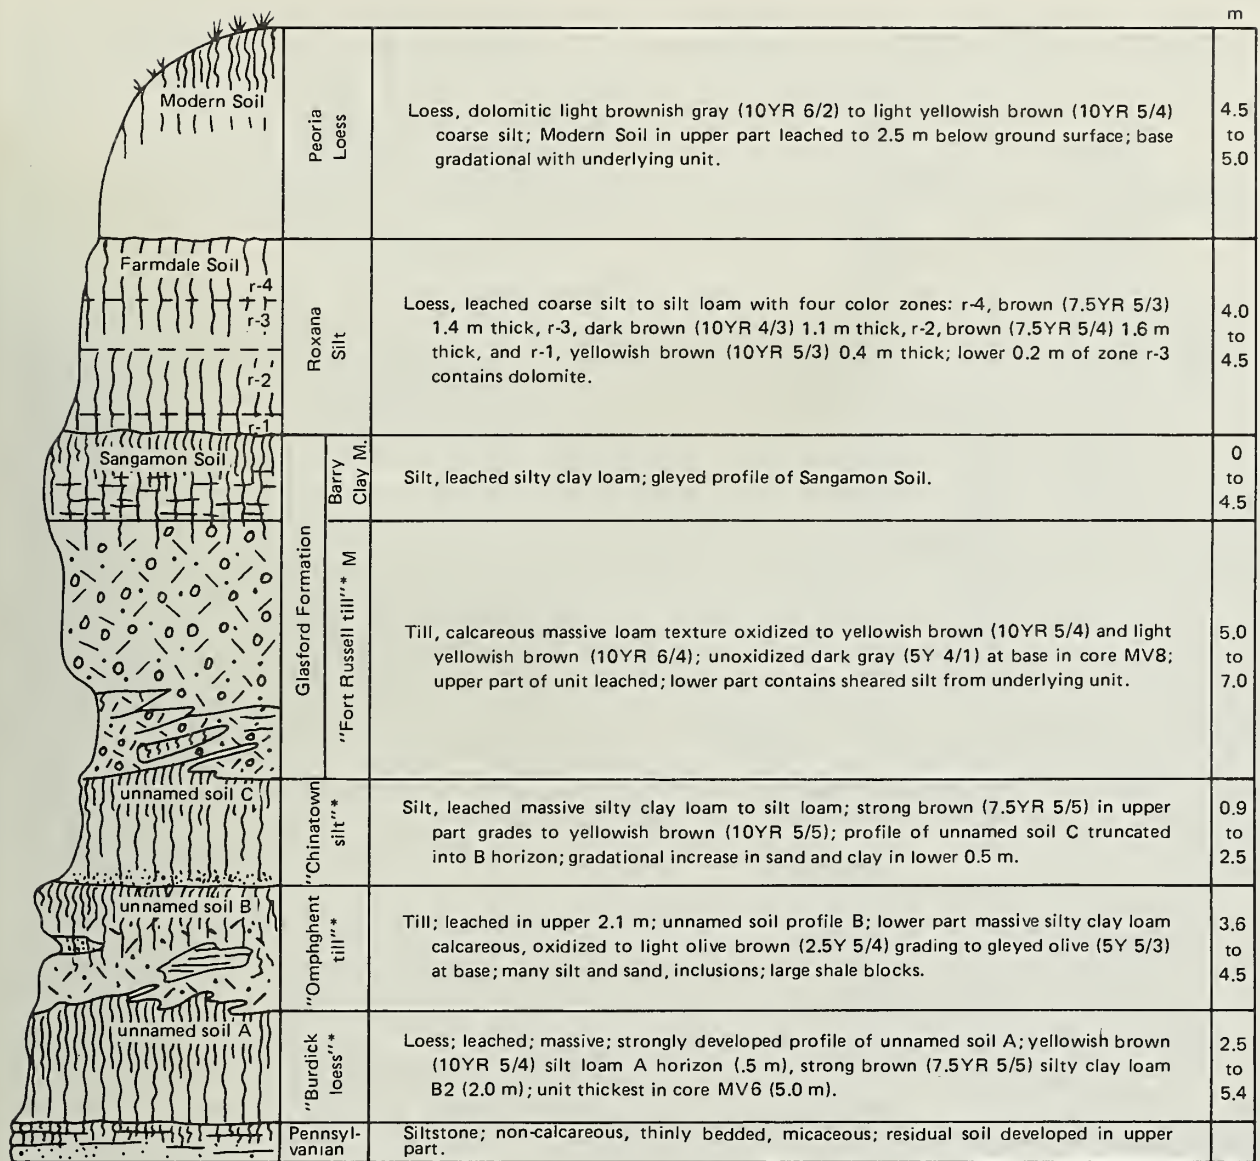 m
Modern Soil
Peoria
Loess
Loess, dolomitic light brownish gray (10YR 6/2) to light yellowish brown (10YR 5/4)
coarse silt; Modern Soil in upper part leached to 2.5 m below ground surface; base
gradational with underlying unit.
4.5
to
5.0
Farmdale Soil
r-4
r-3
r-2
r-1
Roxana
Silt
Loess, leached coarse silt to silt loam with four color zones: r-4, brown (7.5YR 5/3)
1.4 m thick, r-3, dark brown (10YR 4/3) 1.1 m thick, r-2, brown (7.5YR 5/4) 1.6 m
thick, and r-1, yellowish brown (10YR 5/3) 0.4 m thick; lower 0.2 m of zone r-3
contains dolomite.
4.0
to
4.5
Sangamon Soil
Glasford Formation
Barry
Clay M.
Silt, leached silty clay loam; gleyed profile of Sangamon Soil.
0
to
4.5
"Fort Russell till"* M
Till, calcareous massive loam texture oxidized to yellowish brown (10YR 5/4) and light
yellowish brown (10YR 6/4); unoxidized dark gray (5Y 4/1) at base in core MV8;
upper part of unit leached; lower part contains sheared silt from underlying unit.
5.0
to
7.0
unnamed soil C
"Chinatown
silt"*
Silt, leached massive silty clay loam to silt loam; strong brown (7.5YR 5/5) in upper
part grades to yellowish brown (10YR 5/5); profile of unnamed soil C truncated
into B horizon; gradational increase in sand and clay in lower 0.5 m.
0.9
to
2.5
unnamed soil B
"Omphghent
till"*
Till; leached in upper 2.1 m; unnamed soil profile B; lower part massive silty clay loam
calcareous, oxidized to light olive brown (2.5Y 5/4) grading to gleyed olive (5Y 5/3)
at base; many silt and sand, inclusions; large shale blocks.
3.6
to
4.5
unnamed soil A
"Burdick
loess"*
Loess; leached; massive; strongly developed profile of unnamed soil A; yellowish brown
(10YR 5/4) silt loam A horizon (.5 m), strong brown (7.5YR 5/5) silty clay loam
B2 (2.0 m); unit thickest in core MV6 (5.0 m).
2.5
to
5.4
Pennsyl-
vanian
Siltstone; non-calcareous, thinly bedded, micaceous; residual soil developed in upper
part.